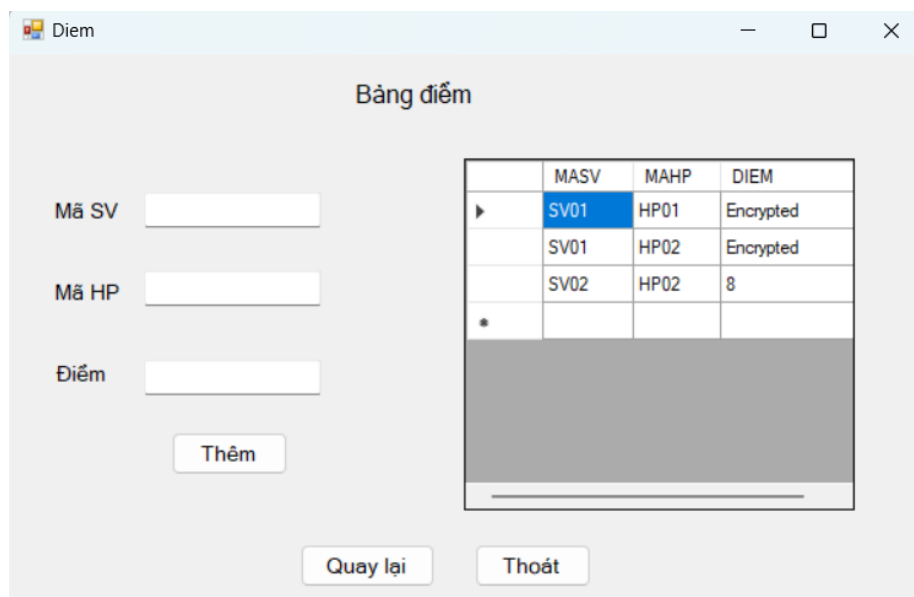 Diem
Bảng điểm
Mã SV
Mã HP
Điểm
Thêm
MASV MAHP DIEM
SV01 HP01 Encrypted
SV01 HP02 Encrypted
SV02 HP02 8
Quay lại
Thoát